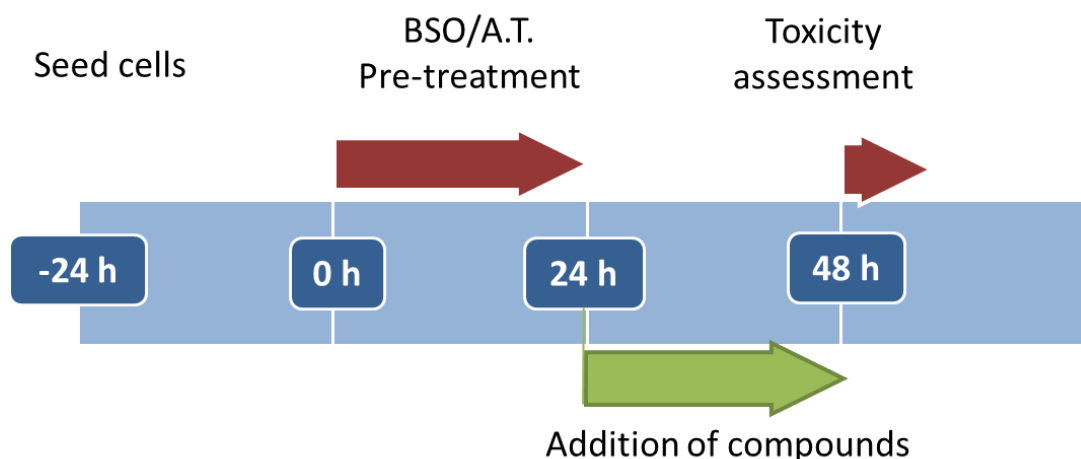 Seed cells
BSO/A.T.
Pre-treatment
Toxicity
assessment
-24 h
0 h
24 h
48 h
Addition of compounds